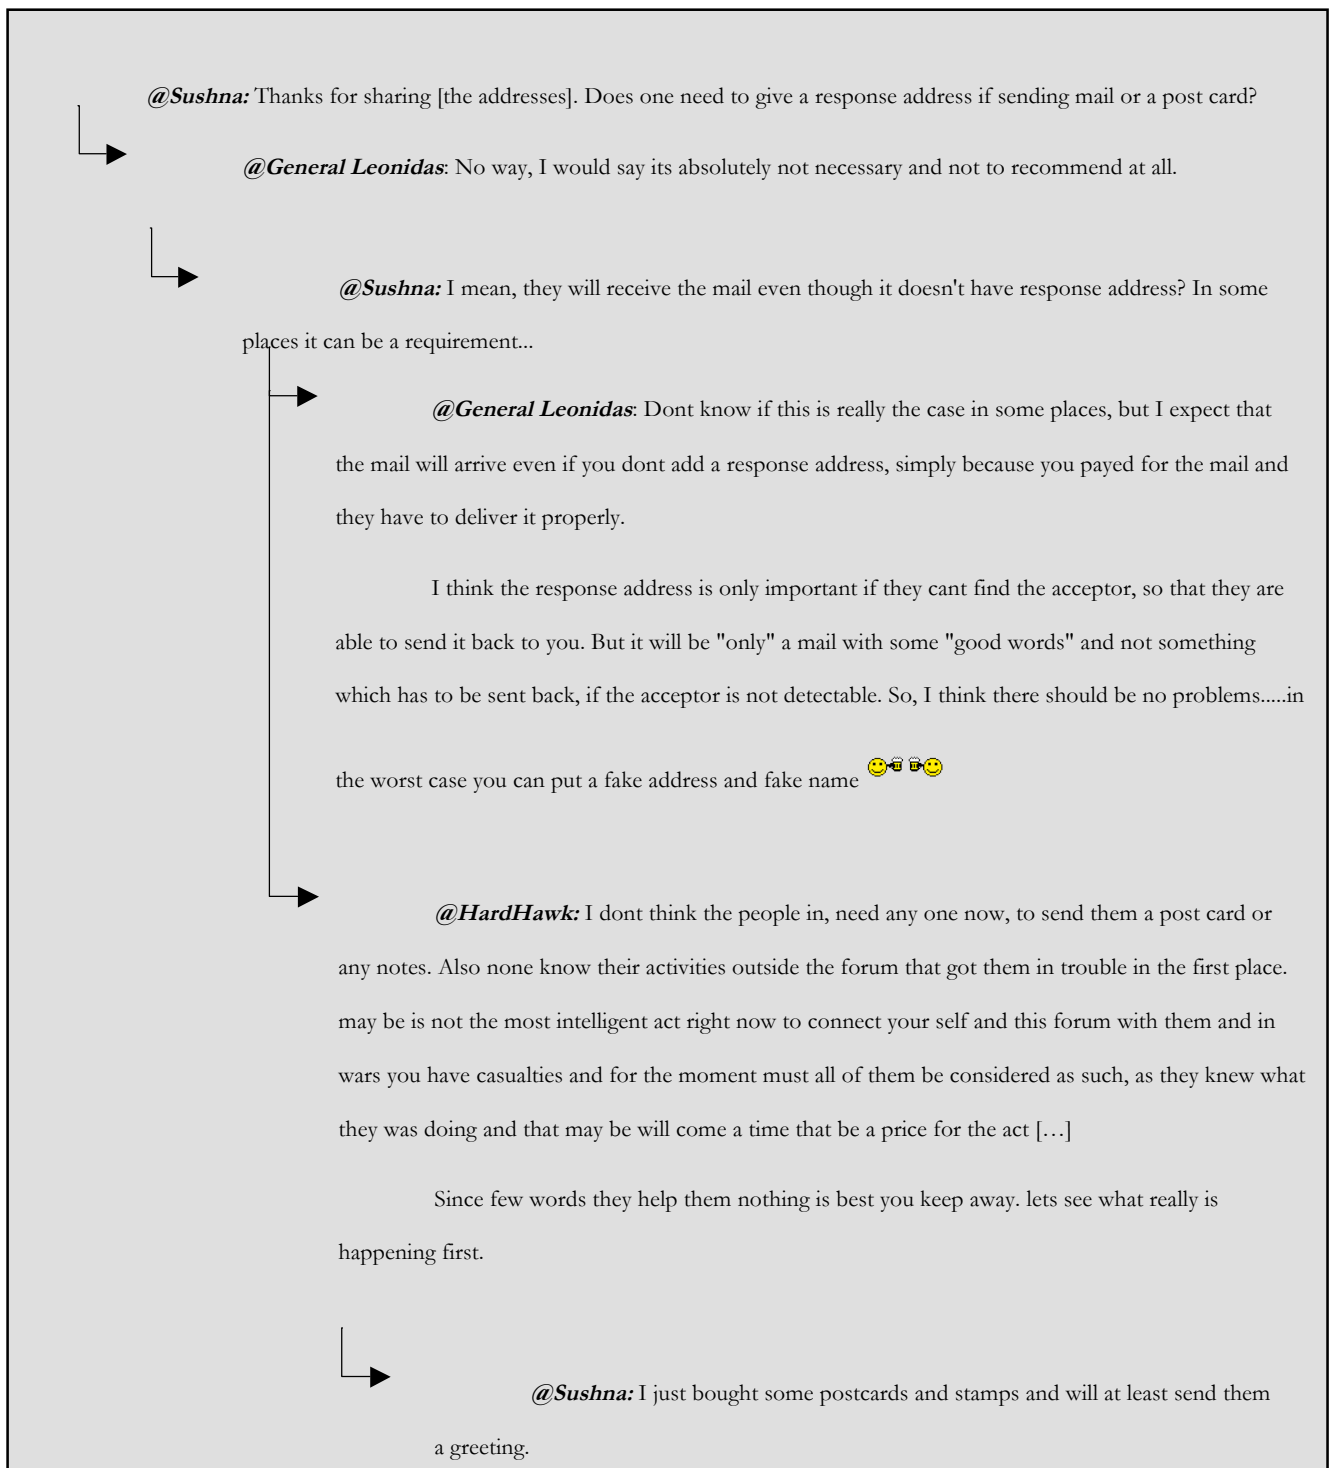 @Sushna: Thanks for sharing [the addresses]. Does one need to give a response address if sending mail or a post card?
@General Leonidas: No way, I would say its absolutely not necessary and not to recommend at all.
@Sushna: I mean, they will receive the mail even though it doesn't have response address? In some
places it can be a requirement...
@General Leonidas: Dont know if this is really the case in some places, but I expect that
the mail will arrive even if you dont add a response address, simply because you payed for the mail and
they have to deliver it properly.
I think the response address is only important if they cant find the acceptor, so that they are
able to send it back to you. But it will be "only" a mail with some "good words" and not something
which has to be sent back, if the acceptor is not detectable. So, I think there should be no problems.....in
the worst case you can put a fake address and fake name
@HardHawk: I dont think the people in, need any one now, to send them a post card or
any notes. Also none know their activities outside the forum that got them in trouble in the first place.
may be is not the most intelligent act right now to connect your self and this forum with them and in
wars you have casualties and for the moment must all of them be considered as such, as they knew what
they was doing and that may be will come a time that be a price for the act […]
Since few words they help them nothing is best you keep away. lets see what really is
happening first.
@Sushna: I just bought some postcards and stamps and will at least send them
a greeting.